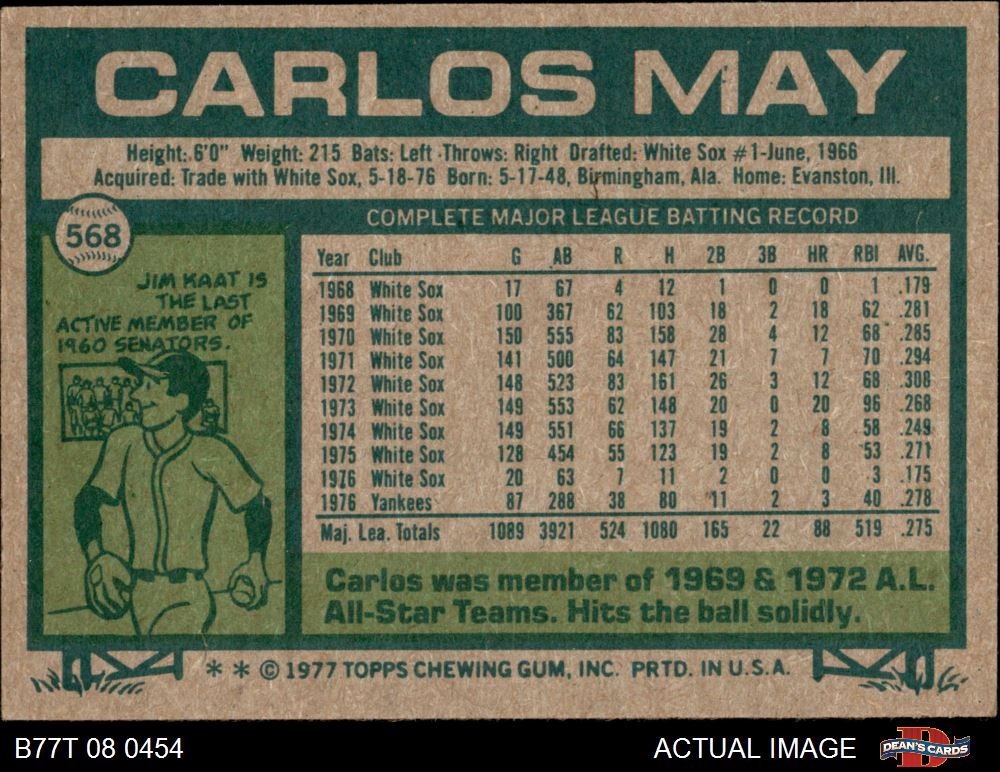 CARLOS MAY
Height: 6'0" Weight: 215 Bats: Left Throws: Right Drafted: White Sox #1-June, 1966
Acquired: Trade with White Sox, 5-18-76 Born: 5-17-48, Birmingham, Ala. Home: Evanston, Ill.
568
JIM KAAT IS
THE LAST
ACTIVE MEMBER OF
1960 SENATORS.
COMPLETE MAJOR LEAGUE BATTING RECORD
Year Club G AB R H 2B 3B HR RBI AVG.
1968 White Sox 17 67 4 12 1 0 0 1 .179
1969 White Sox 100 367 62 103 18 2 18 62 .281
1970 White Sox 150 555 83 158 28 4 12 68 .285
1971 White Sox 141 500 64 147 21 7 7 70 .294
1972 White Sox 148 523 83 161 26 3 12 68 .308
1973 White Sox 149 553 62 148 20 0 20 96 .268
1974 White Sox 149 551 66 137 19 2 8 58 .249
1975 White Sox 128 454 55 123 19 2 8 53 .271
1976 White Sox 20 63 7 11 2 0 0 3 .175
1976 Yankees 87 288 38 80 11 2 3 40 .278
Maj. Lea. Totals 1089 3921 524 1080 165 22 88 519 .275
Carlos was member of 1969 & 1972 A.L.
All-Star Teams. Hits the ball solidly.
** © 1977 TOPPS CHEWING GUM, INC. PRTD. IN U.S.A.
B77T 08 0454 ACTUAL IMAGE D DEAN'S CARDS